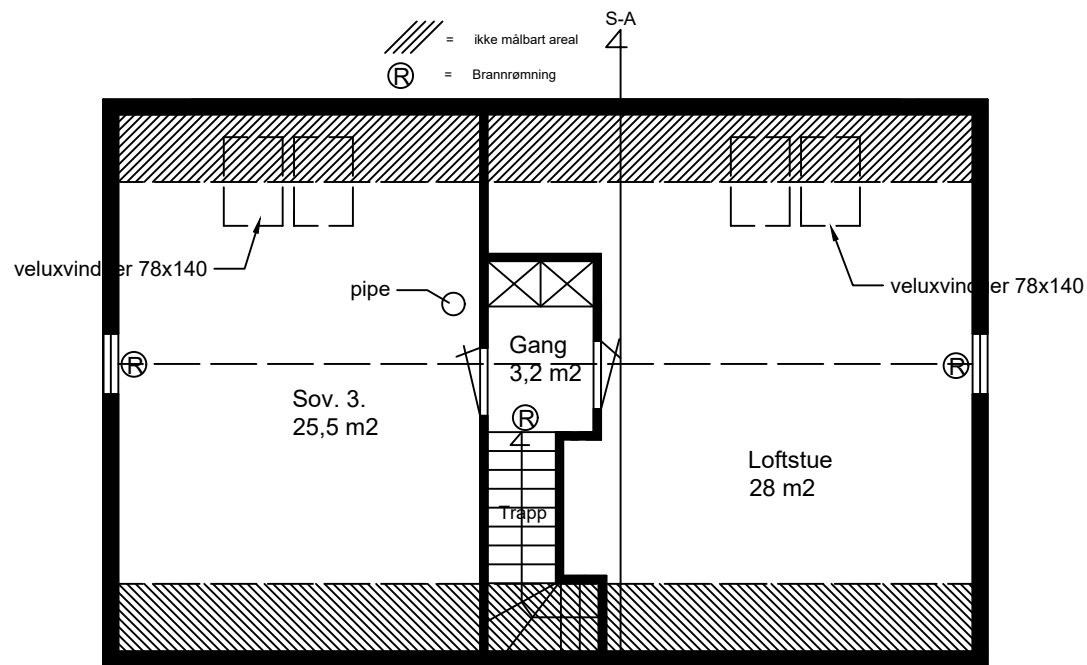 S-A
= ikke målbart areal
R = Brannrømning
veluxvinduer 78x140
veluxvinduer 78x140
pipe
Gang
3,2 m2
R
R
Sov. 3.
25,5 m2
R
Loftstue
28 m2
Trapp